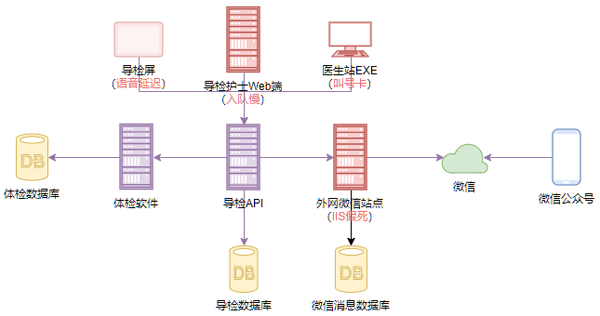 导检屏
(语音延迟)
导检护士Web端
(入队慢)
医生站EXE
(叫号卡)
DB
体检数据库
体检软件
导检API
外网微信站点
(IIS假死)
微信
微信公众号
DB
导检数据库
DB
微信消息数据库